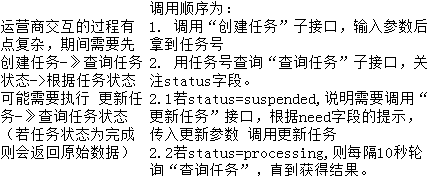 运营商交互的过程有
点复杂，期间需要先
创建任务-》查询任务
状态-》根据任务状态
可能需要执行 更新任
务-》查询任务状态
（若任务状态为完成
则会返回原始数据）
调用顺序为：
1. 调用“创建任务”子接口，输入参数后
拿到任务号
2. 用任务号查询“查询任务”子接口，关
注status字段。
2.1若status=suspended,说明需要调用“
更新任务”接口，根据need字段的提示，
传入更新参数 调用更新任务
2.2若status=processing,则每隔10秒轮
询“查询任务”，直到获得结果。